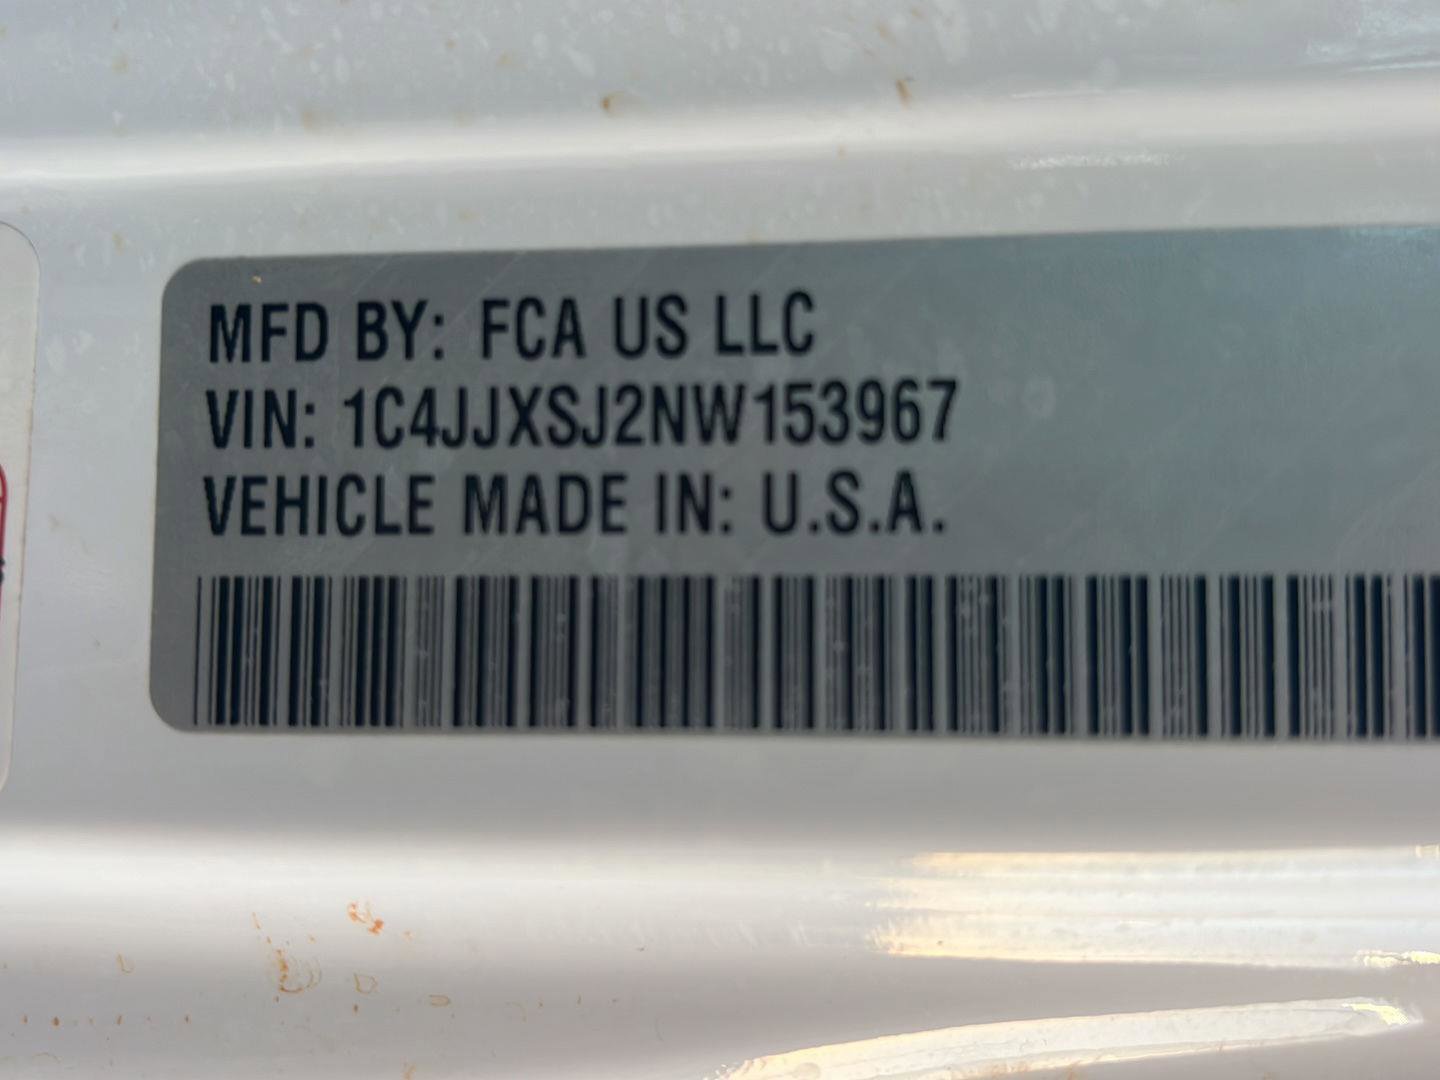 MFD BY: FCA US LLC
VIN: 1C4JJXSJ2NW153967
VEHICLE MADE IN: U.S.A.